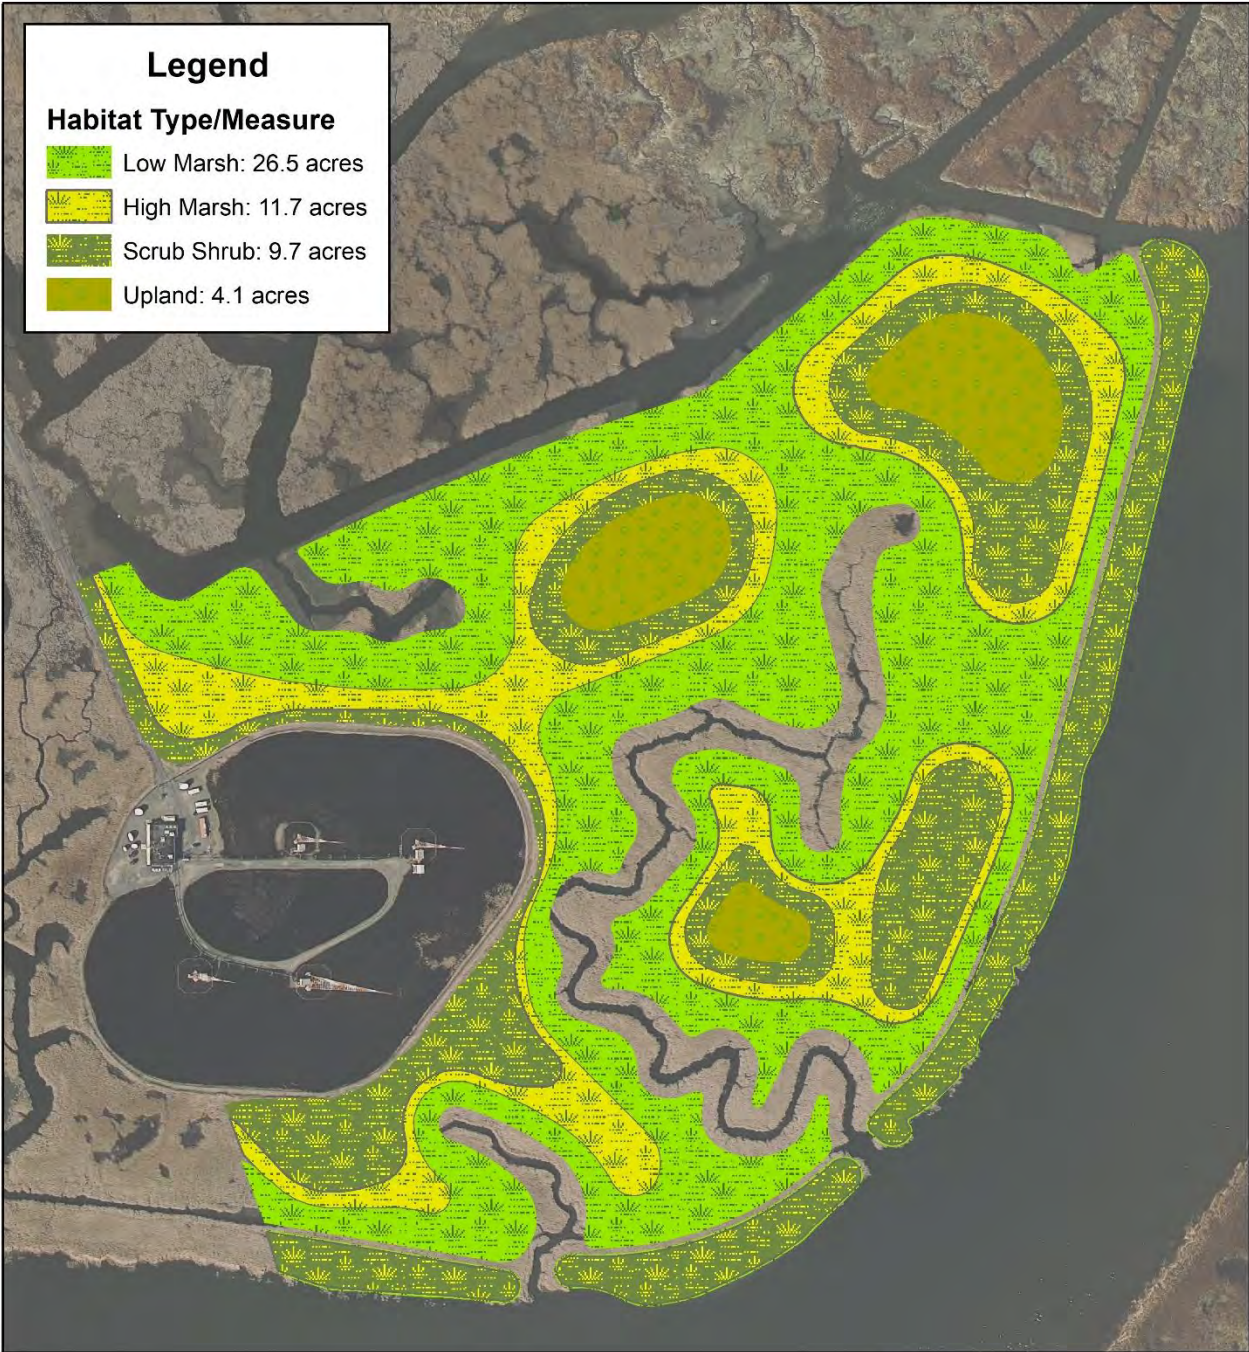 Legend
Habitat Type/Measure
Low Marsh: 26.5 acres
High Marsh: 11.7 acres
Scrub Shrub: 9.7 acres
Upland: 4.1 acres